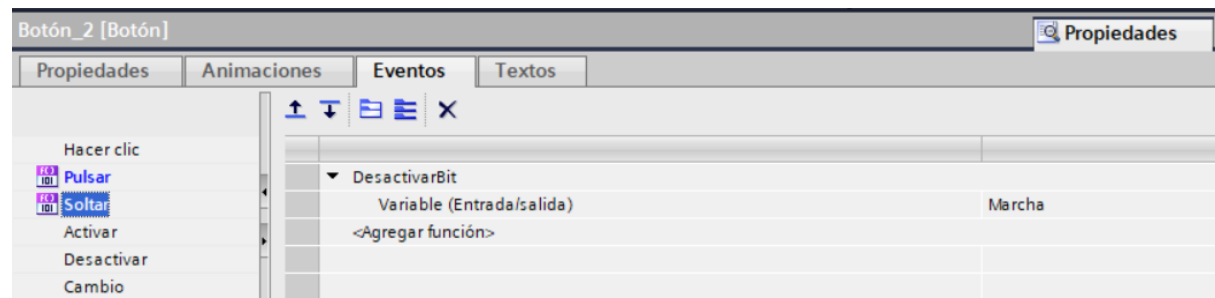 Botón_2 [Botón]
Propiedades
Propiedades Animaciones Eventos Textos
Hacer clic
Pulsar
Soltar
Activar
Desactivar
Cambio
DesactivarBit
Variable (Entrada/salida) Marcha
<Agregar función>